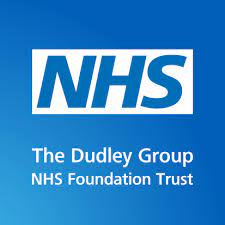 NHS
The Dudley Group
NHS Foundation Trust